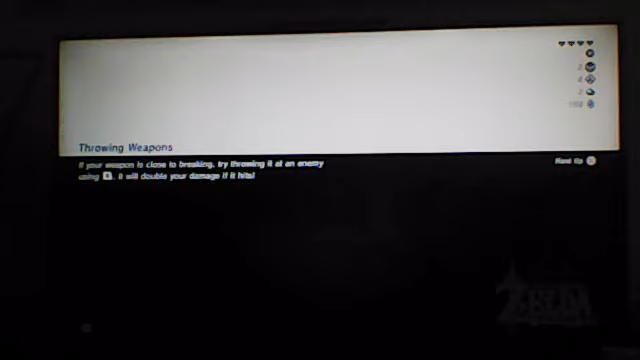 Throwing Weapons
If your weapon is close to breaking, try throwing it at an enemy
using R. It will double your damage if it hits!
Next tip
ZELDA